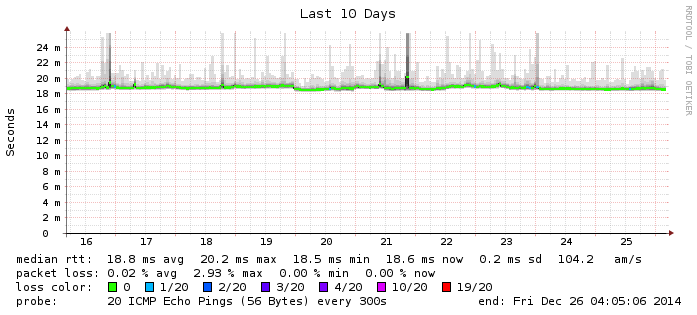 Last 10 Days
RRDTOOL / TOBI OETIKER
Seconds
24 m
22 m
20 m
18 m
16 m
14 m
12 m
10 m
8 m
6 m
4 m
2 m
0
16 17 18 19 20 21 22 23 24 25
median rtt: 18.8 ms avg 20.2 ms max 18.5 ms min 18.6 ms now 0.2 ms sd 104.2 am/s
packet loss: 0.02 % avg 2.93 % max 0.00 % min 0.00 % now
loss color: 0 1/20 2/20 3/20 4/20 10/20 19/20
probe: 20 ICMP Echo Pings (56 Bytes) every 300s end: Fri Dec 26 04:05:06 2014